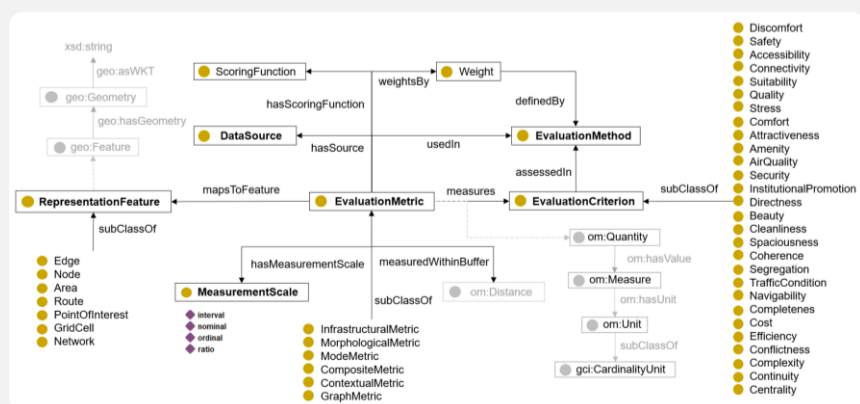 xsd:string
geo:asWKT
geo:Geometry
geo:hasGeometry
geo:Feature
RepresentationFeature
subClassOf
Edge
Node
Area
Route
PointOfInterest
GridCell
Network
ScoringFunction
weightsBy
Weight
hasScoringFunction
definedBy
DataSource
hasSource
usedIn
EvaluationMethod
assessedIn
mapsToFeature
EvaluationMetric
measures
EvaluationCriterion
subClassOf
hasMeasurementScale
measuredWithinBuffer
MeasurementScale
om:Distance
interval
nominal
ordinal
ratio
subClassOf
InfrastructuralMetric
MorphologicalMetric
ModeMetric
CompositeMetric
ContextualMetric
GraphMetric
om:Quantity
om:hasValue
om:Measure
om:hasUnit
om:Unit
subClassOf
gci:CardinalityUnit
Discomfort
Safety
Accessibility
Connectivity
Suitability
Quality
Stress
Comfort
Attractiveness
Amenity
AirQuality
Security
InstitutionalPromotion
Directness
Beauty
Cleanliness
Spaciousness
Coherence
Segregation
TrafficCondition
Navigability
Completenes
Cost
Efficiency
Conflictness
Complexity
Continuity
Centrality